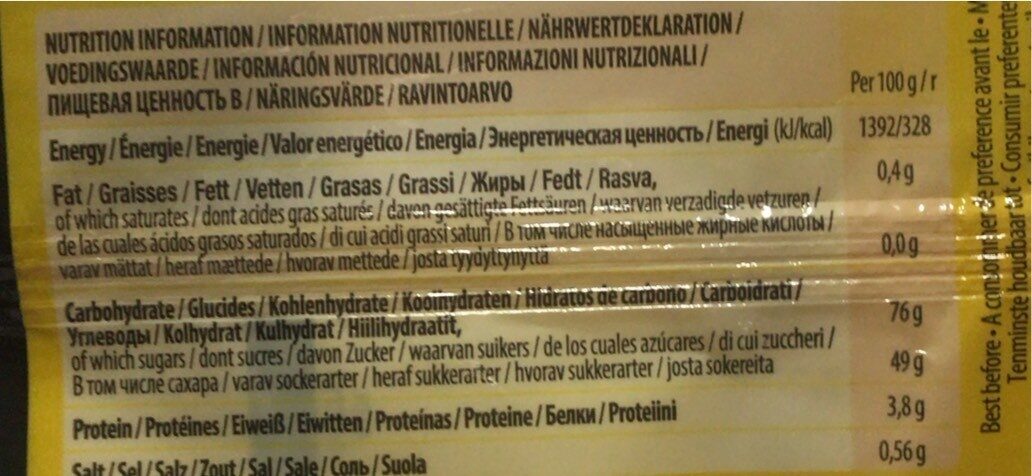 NUTRITION INFORMATION / INFORMATION NUTRITIONELLE / NÄHRWERTDEKLARATION /
VOEDINGSWAARDE / INFORMACIÓN NUTRICIONAL / INFORMAZIONI NUTRIZIONALI /
ПИЩЕВАЯ ЦЕННОСТЬ В / NÄRINGSVÄRDE / RAVINTOARVO
Per 100 g / r
Energy / Énergie / Energie / Valor energético / Energia / Энергетическая ценность / Energi (kJ/kcal) 1392/328
Fat / Graisses / Fett / Vetten / Grasas / Grassi / Жиры / Fedt / Rasva, 0,4 g
of which saturates / dont acides gras saturés / davon gesättigte Fettsäuren / waarvan verzadigde vetzuren /
de las cuales ácidos grasos saturados / di cui acidi grassi saturi / В том числе насыщенные жирные кислоты /
varav mättat / heraf mættede / hvorav mettede / josta tyydyttynyttä 0,0 g
Carbohydrate / Glucides / Kohlenhydrate / Koolhydraten / Hidratos de carbono / Carboidrati /
Углеводы / Kolhydrat / Kulhydrat / Hiilihydraatit, 76 g
of which sugars / dont sucres / davon Zucker / waarvan suikers / de los cuales azúcares / di cui zuccheri /
В том числе сахара / varav sockerarter / heraf sukkerarter / hvorav sukkerarter / josta sokereita 49 g
Protein / Protéines / Eiweiß / Eiwitten / Proteínas / Proteine / Белки / Proteiini 3,8 g
Salt / Sel / Salz / Zout / Sal / Sale / Соль / Suola 0,56 g
Best before • A consommer de préférence avant le •
Tenminste houdbaar tot • Consumir preferente